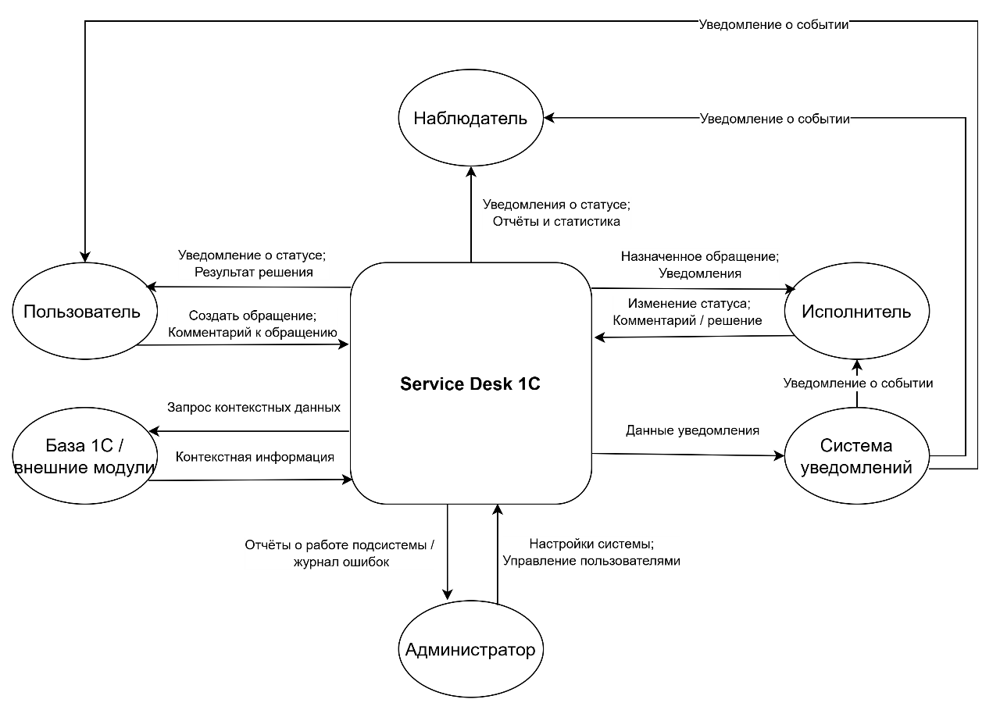 Уведомление о событии
Наблюдатель
Уведомление о событии
Уведомления о статусе;
Отчёты и статистика
Уведомление о статусе;
Результат решения
Назначенное обращение;
Уведомления
Пользователь
Создать обращение;
Комментарий к обращению
Изменение статуса;
Комментарий / решение
Исполнитель
Service Desk 1C
Уведомление о событии
Запрос контекстных данных
База 1С /
внешние модули
Контекстная информация
Данные уведомления
Система
уведомлений
Отчёты о работе подсистемы /
журнал ошибок
Настройки системы;
Управление пользователями
Администратор